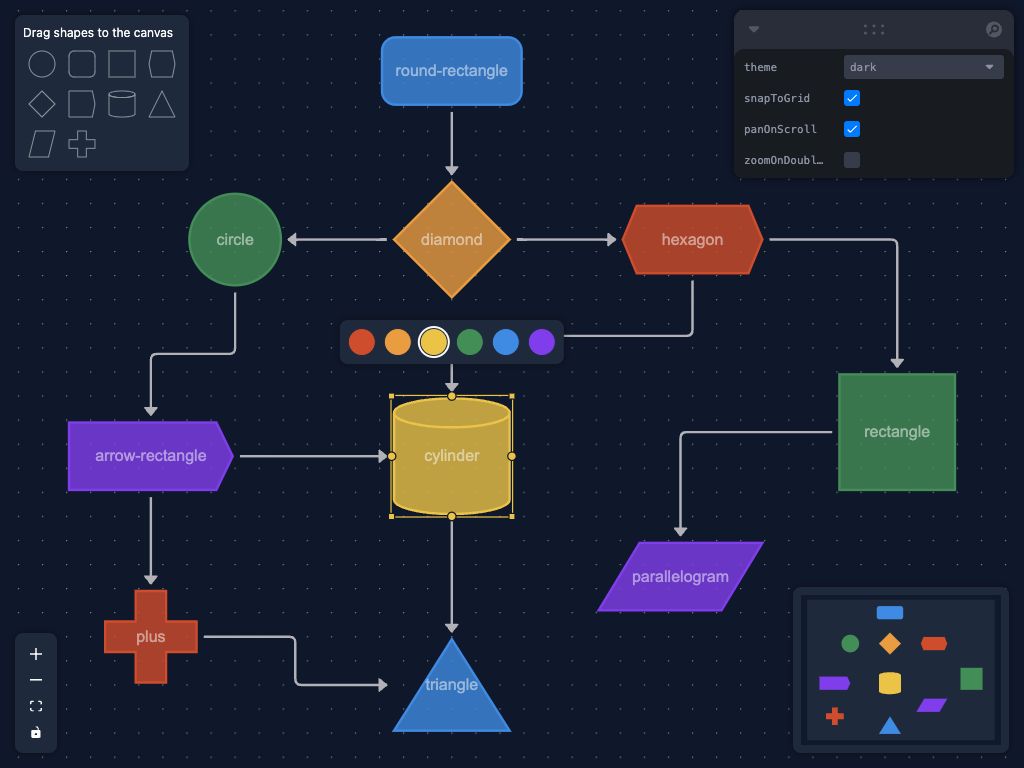 Drag shapes to the canvas
round-rectangle
theme
dark
snapToGrid
panOnScroll
zoomOnDoubl…
circle
diamond
hexagon
arrow-rectangle
cylinder
rectangle
parallelogram
plus
triangle